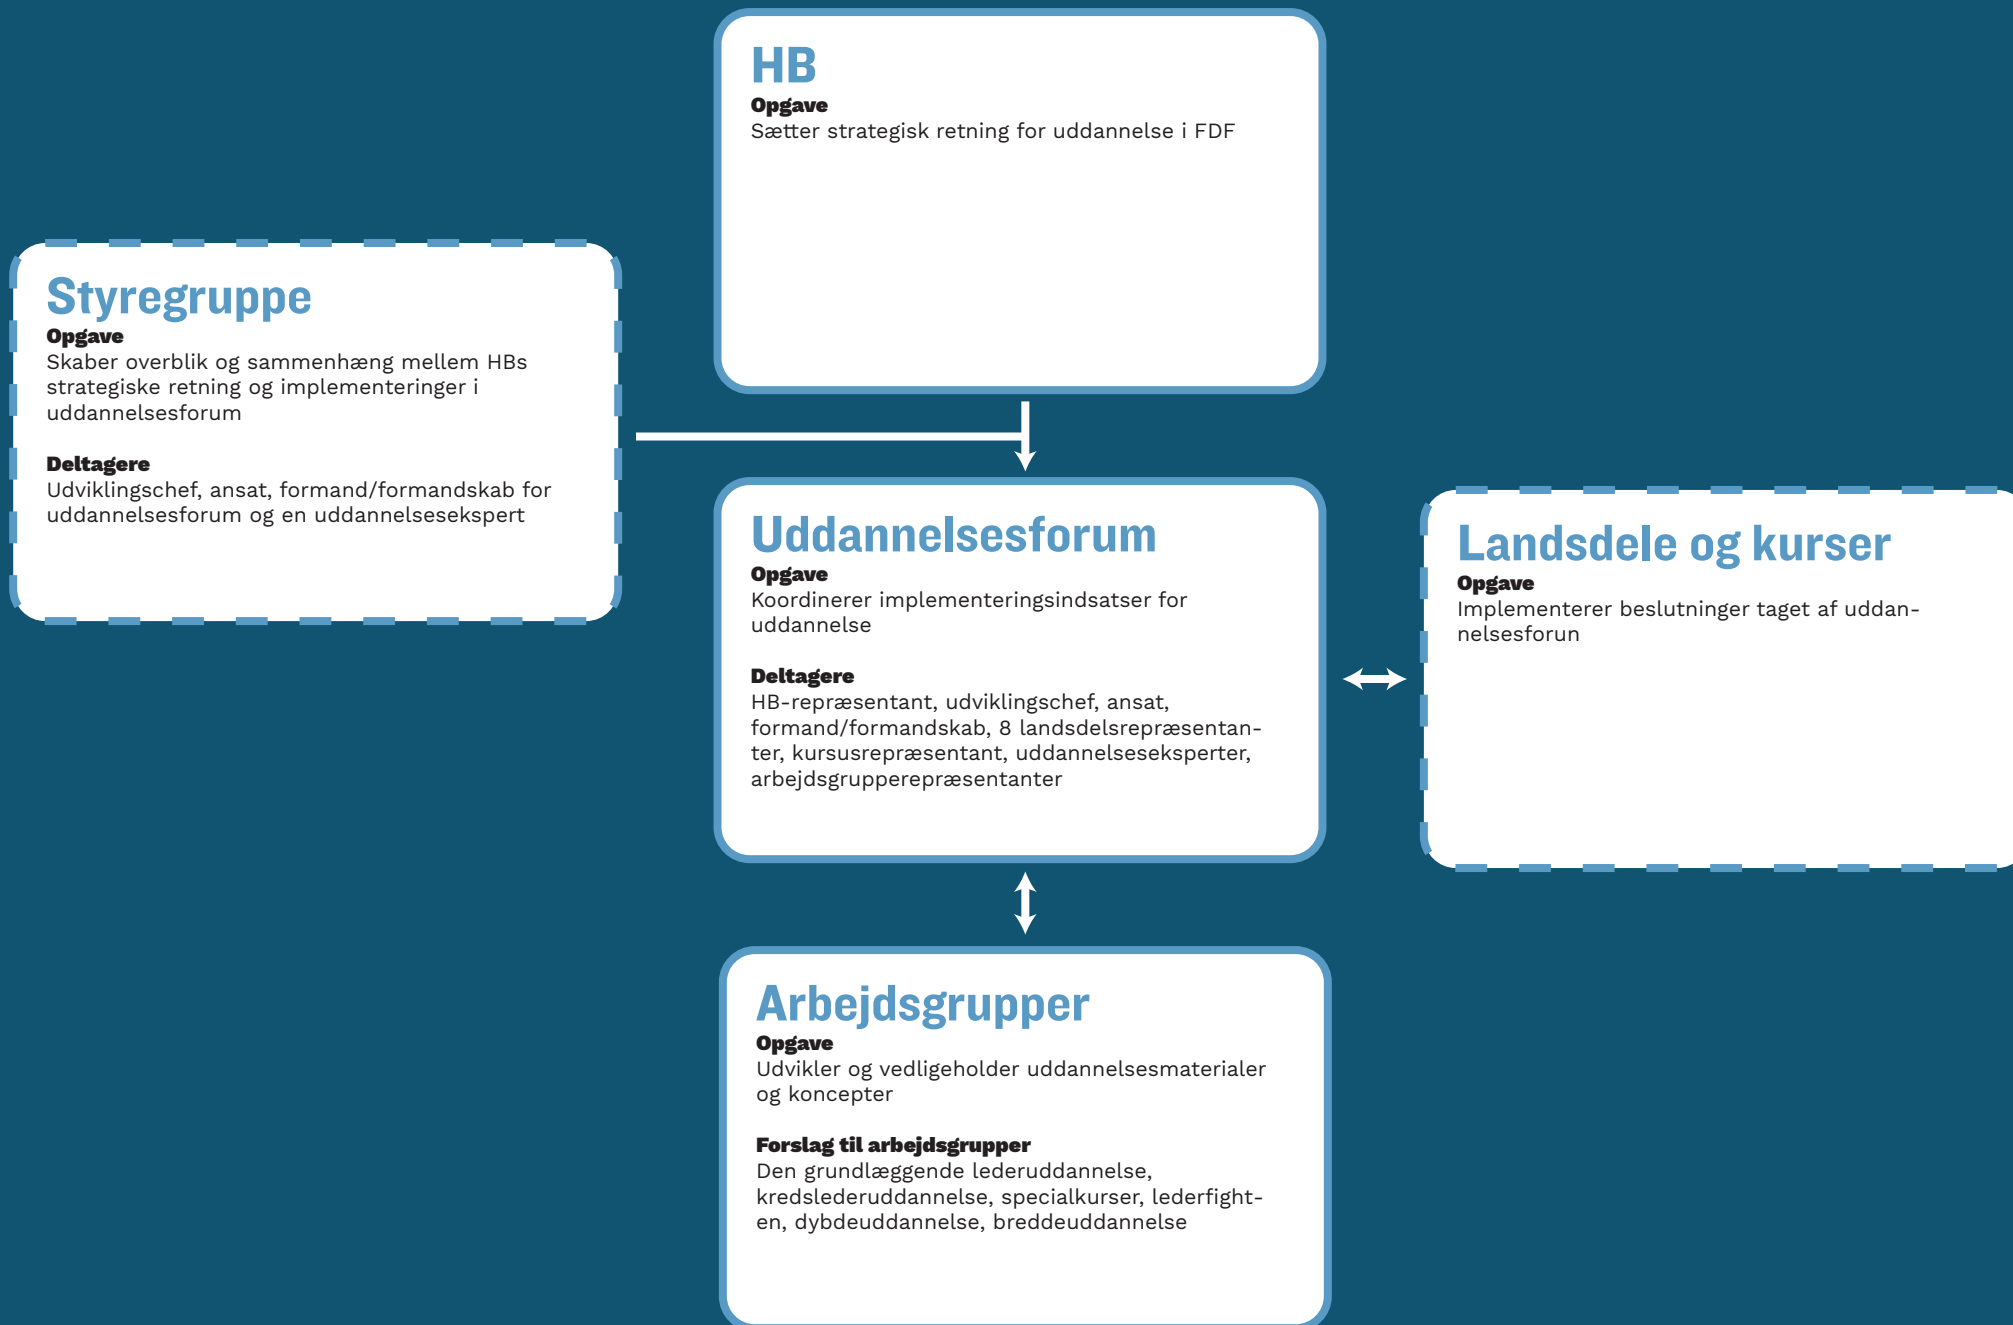 HB
Opgave
Sætter strategisk retning for uddannelse i FDF
Styregruppe
Opgave
Skaber overblik og sammenhæng mellem HBs
strategiske retning og implementeringer i
uddannelsesforum
Deltagere
Udviklingschef, ansat, formand/formandskab for
uddannelsesforum og en uddannelsesekspert
Uddannelsesforum
Opgave
Koordinerer implementeringsindsatser for
uddannelse
Deltagere
HB-repræsentant, udviklingschef, ansat,
formand/formandskab, 8 landsdelsrepræsentan-
ter, kursusrepræsentant, uddannelseseksperter,
arbejdsgrupperepræsentanter
Landsdele og kurser
Opgave
Implementerer beslutninger taget af uddan-
nelsesforun
Arbejdsgrupper
Opgave
Udvikler og vedligeholder uddannelsesmaterialer
og koncepter
Forslag til arbejdsgrupper
Den grundlæggende lederuddannelse,
kredslederuddannelse, specialkurser, lederfight-
en, dybdeuddannelse, breddeuddannelse